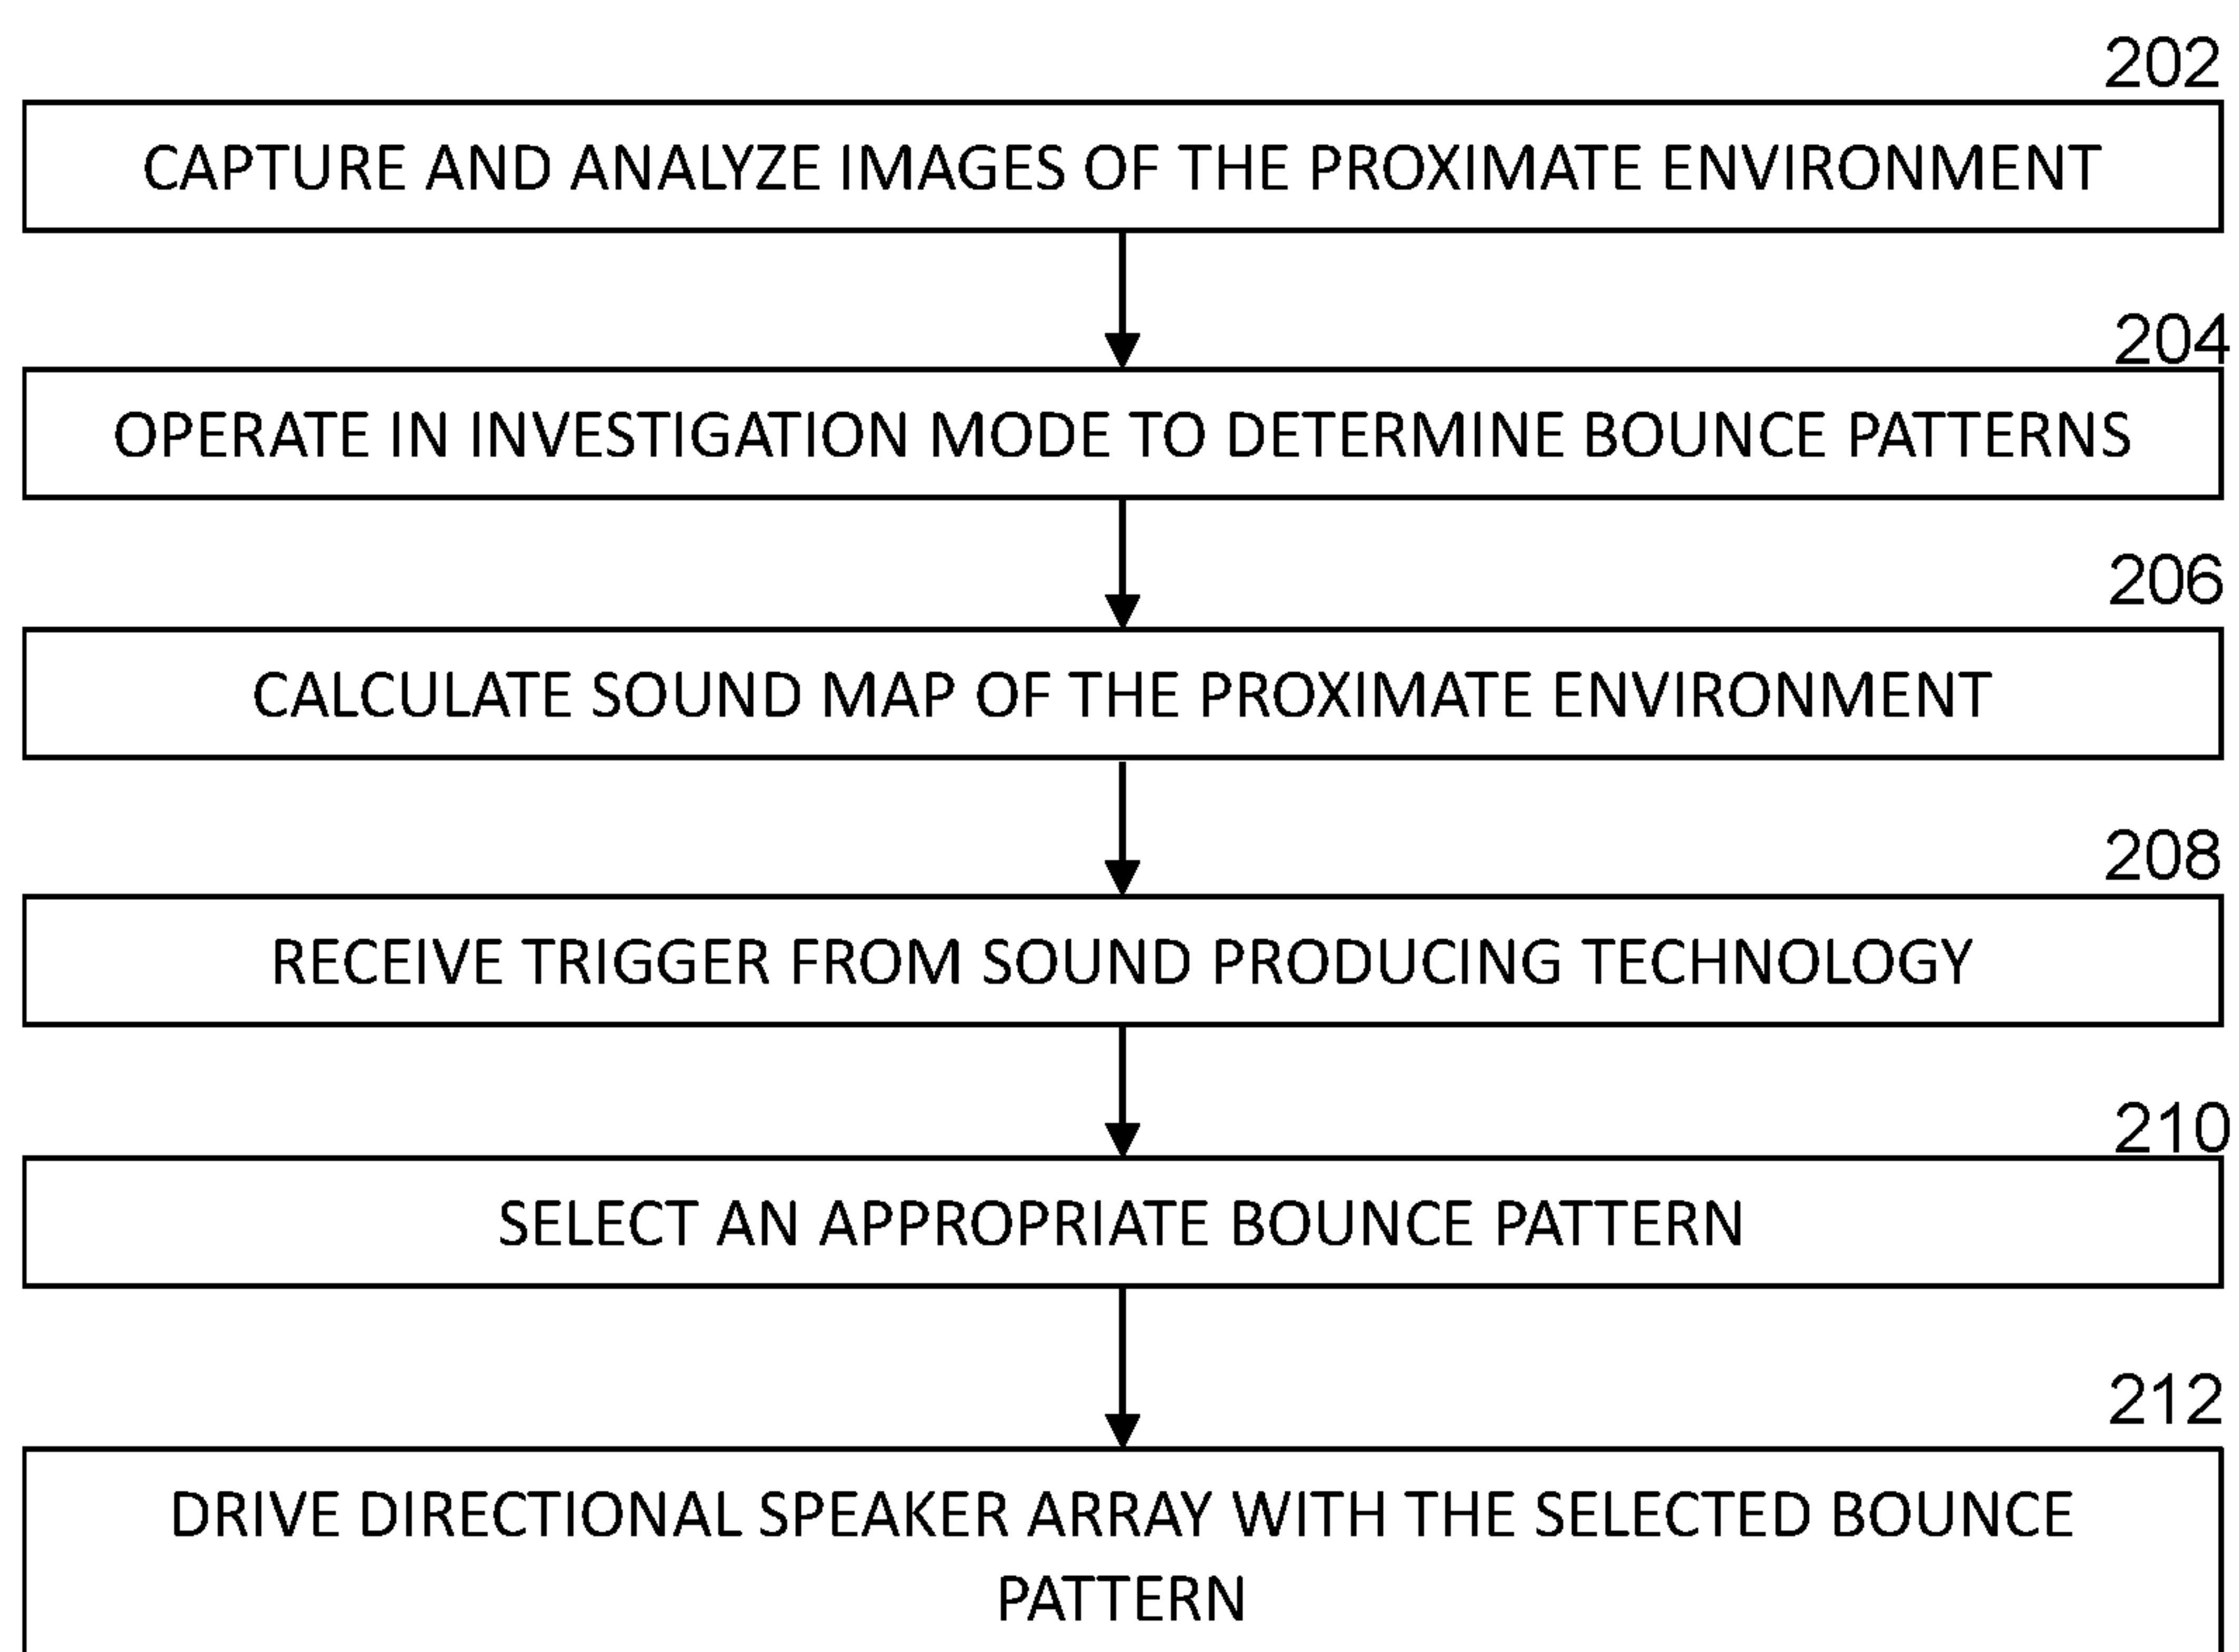 202
CAPTURE AND ANALYZE IMAGES OF THE PROXIMATE ENVIRONMENT
204
OPERATE IN INVESTIGATION MODE TO DETERMINE BOUNCE PATTERNS
206
CALCULATE SOUND MAP OF THE PROXIMATE ENVIRONMENT
208
RECEIVE TRIGGER FROM SOUND PRODUCING TECHNOLOGY
210
SELECT AN APPROPRIATE BOUNCE PATTERN
212
DRIVE DIRECTIONAL SPEAKER ARRAY WITH THE SELECTED BOUNCE
PATTERN